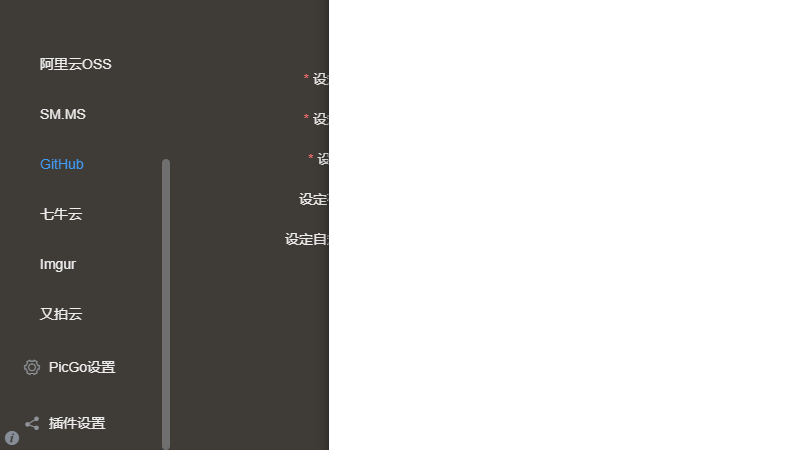 阿里云OSS
SM.MS
GitHub
七牛云
Imgur
又拍云
PicGo设置
插件设置
* 设
* 设
* 设
设定
设定自